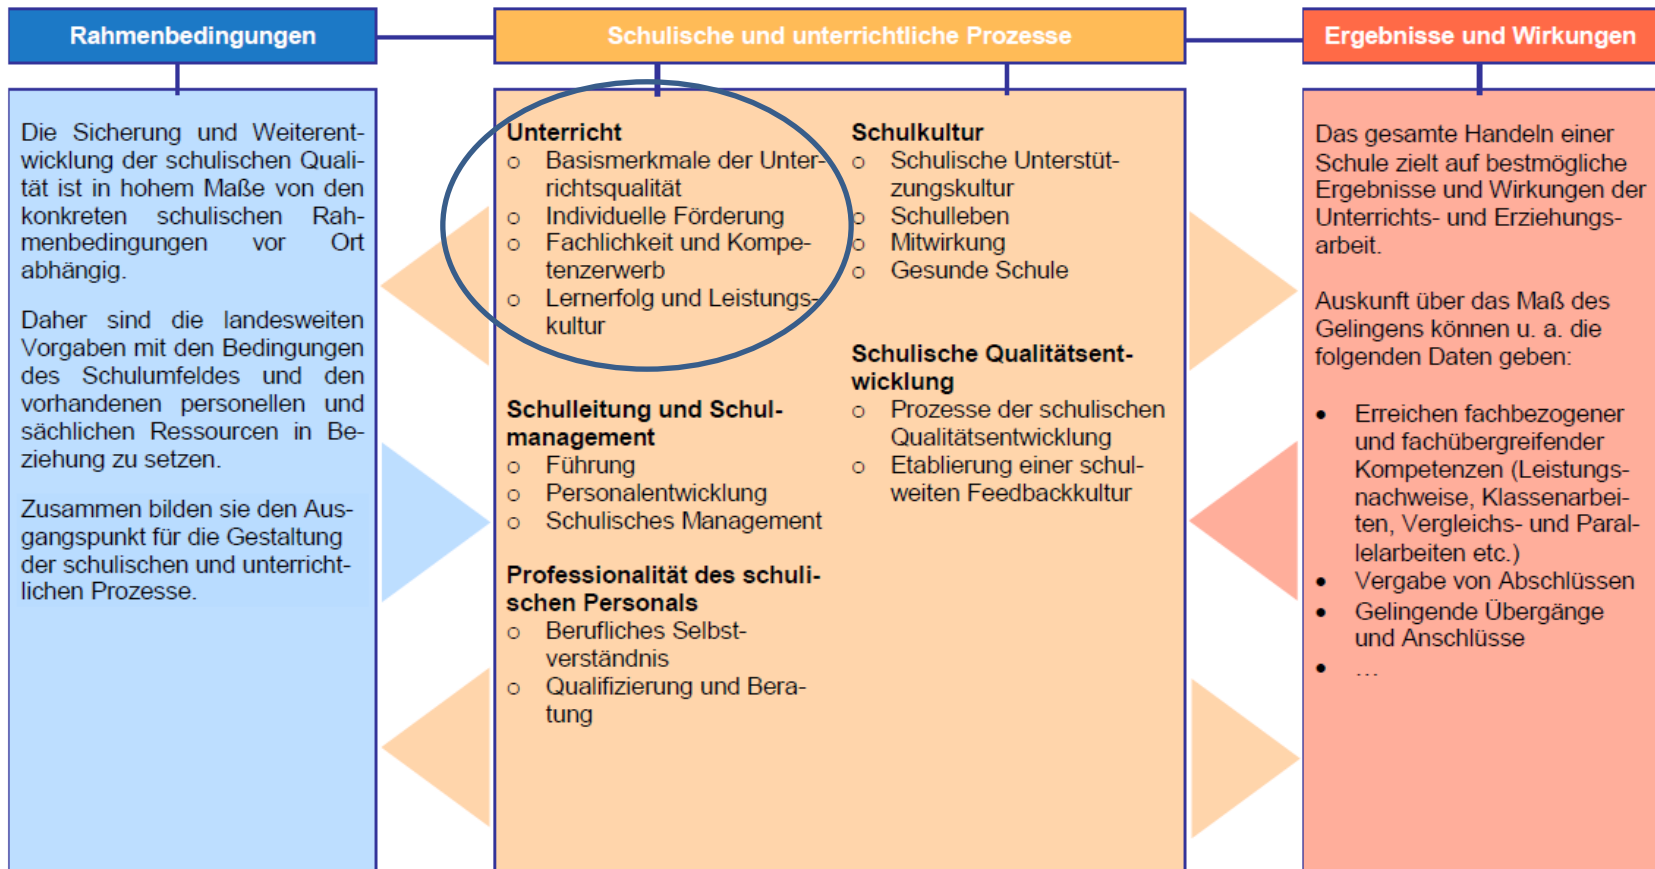 Rahmenbedingungen
Die Sicherung und Weiterent-
wicklung der schulischen Quali-
tät ist in hohem Maße von den
konkreten schulischen Rah-
menbedingungen vor Ort
abhängig.
Daher sind die landesweiten
Vorgaben mit den Bedingungen
des Schulumfeldes und den
vorhandenen personellen und
sächlichen Ressourcen in Be-
ziehung zu setzen.
Zusammen bilden sie den Aus-
gangspunkt für die Gestaltung
der schulischen und unterricht-
lichen Prozesse.
Schulische und unterrichtliche Prozesse
Unterricht
o Basismerkmale der Unter-
richtsqualität
o Individuelle Förderung
o Fachlichkeit und Kompe-
tenzerwerb
o Lernerfolg und Leistungs-
kultur
Schulleitung und Schul-
management
o Führung
o Personalentwicklung
o Schulisches Management
Professionalität des schuli-
schen Personals
o Berufliches Selbst-
verständnis
o Qualifizierung und Bera-
tung
Schulkultur
o Schulische Unterstüt-
zungskultur
o Schulleben
o Mitwirkung
o Gesunde Schule
Schulische Qualitätsent-
wicklung
o Prozesse der schulischen
Qualitätsentwicklung
o Etablierung einer schul-
weiten Feedbackkultur
Ergebnisse und Wirkungen
Das gesamte Handeln einer
Schule zielt auf bestmögliche
Ergebnisse und Wirkungen der
Unterrichts- und Erziehungs-
arbeit.
Auskunft über das Maß des
Gelingens können u. a. die
folgenden Daten geben:
• Erreichen fachbezogener
und fachübergreifender
Kompetenzen (Leistungs-
nachweise, Klassenarbei-
ten, Vergleichs- und Paral-
lelarbeiten etc.)
• Vergabe von Abschlüssen
• Gelingende Übergänge
und Anschlüsse
• …